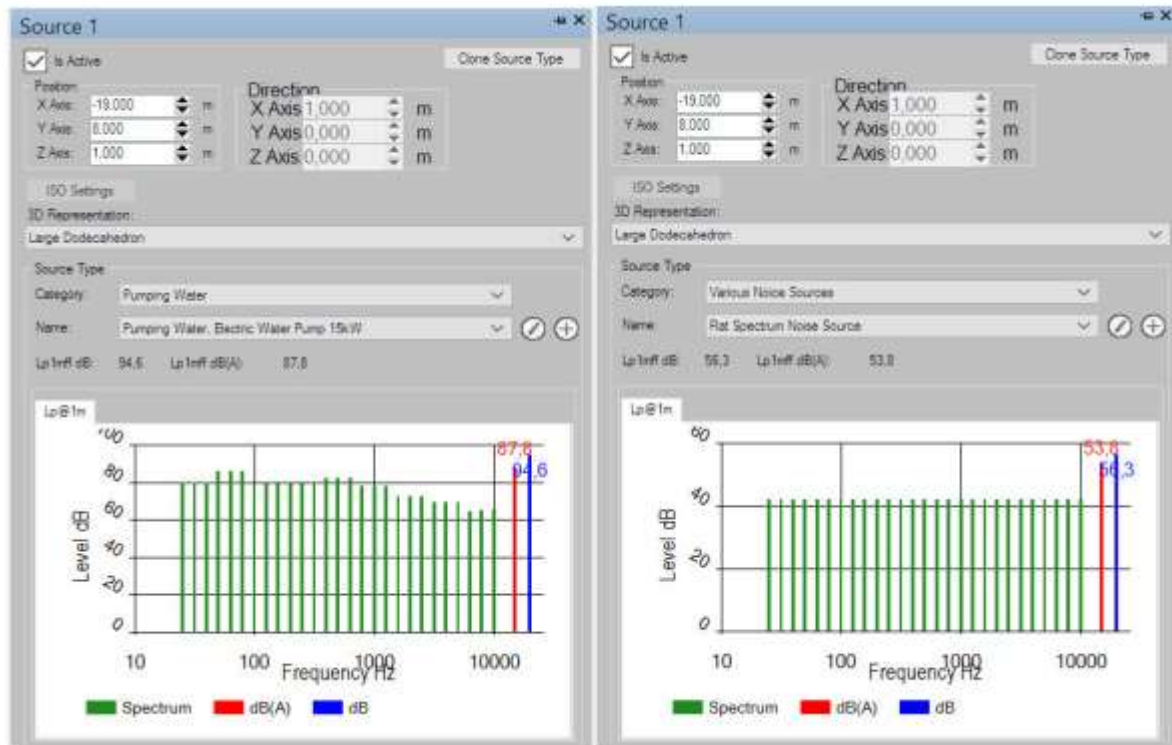 Source 1
Is Active
Clone Source Type
Position
Direction
X Axis: -19.000 m
X Axis 1,000 m
Y Axis: 8.000 m
Y Axis 0,000 m
Z Axis: 1.000 m
Z Axis 0,000 m
ISO Settings
3D Representation:
Large Dodecahedron
Source Type
Category: Pumping Water
Name: Pumping Water. Electric Water Pump 15kW
Lp1mff dB: 94,6 Lp1mff dB(A): 87,8
Lp@1m
100
80
60
40
20
0
Level dB
87,8
94,6
10 100 1000 10000
Frequency Hz
Spectrum dB(A) dB
Source 1
Is Active
Clone Source Type
Position
Direction
X Axis: -19.000 m
X Axis 1,000 m
Y Axis: 8.000 m
Y Axis 0,000 m
Z Axis: 1.000 m
Z Axis 0,000 m
ISO Settings
3D Representation:
Large Dodecahedron
Source Type
Category: Various Noise Sources
Name: Flat Spectrum Noise Source
Lp1mff dB: 56,3 Lp1mff dB(A): 53,8
Lp@1m
60
40
20
0
Level dB
53,8
56,3
10 100 1000 10000
Frequency Hz
Spectrum dB(A) dB